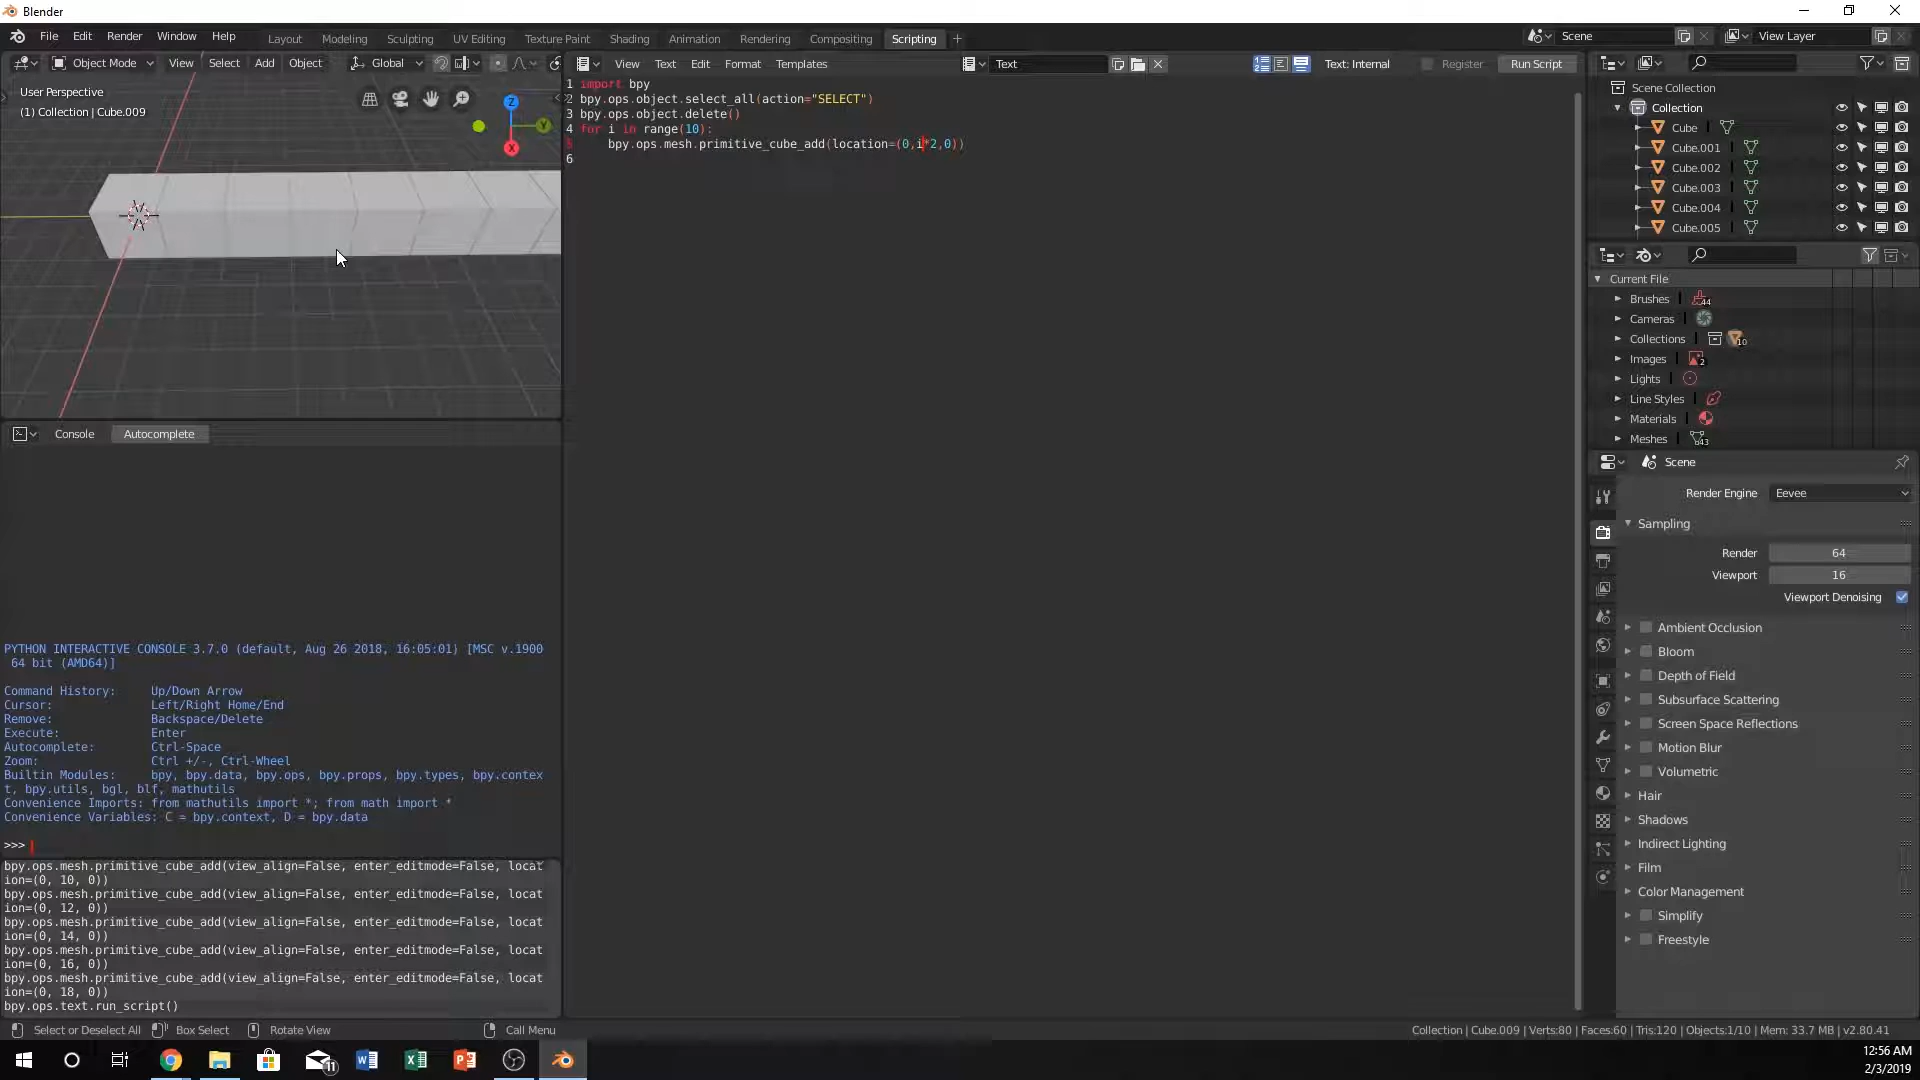 Blender
File Edit Render Window Help Layout Modeling Sculpting UV Editing Texture Paint Shading Animation Rendering Compositing Scripting Scene View Layer
Object Mode View Select Add Object Global
View Text Edit Format Templates Text Text: Internal Register Run Script
User Perspective
(1) Collection | Cube.009
Z
Y
X
1 import bpy
2 bpy.ops.object.select_all(action="SELECT")
3 bpy.ops.object.delete()
4 for i in range(10):
5 bpy.ops.mesh.primitive_cube_add(location=(0,i*2,0))
6
Scene Collection
Collection
Cube
Cube.001
Cube.002
Cube.003
Cube.004
Cube.005
Current File
Brushes 44
Cameras
Collections 10
Images 2
Lights
Line Styles
Materials
Meshes 43
Scene
Render Engine Eevee
Sampling
Render 64
Viewport 16
Viewport Denoising
Ambient Occlusion
Bloom
Depth of Field
Subsurface Scattering
Screen Space Reflections
Motion Blur
Volumetric
Hair
Shadows
Indirect Lighting
Film
Color Management
Simplify
Freestyle
Console Autocomplete
PYTHON INTERACTIVE CONSOLE 3.7.0 (default, Aug 26 2018, 16:05:01) [MSC v.1900
64 bit (AMD64)]
Command History: Up/Down Arrow
Cursor: Left/Right Home/End
Remove: Backspace/Delete
Execute: Enter
Autocomplete: Ctrl-Space
Zoom: Ctrl +/-, Ctrl-Wheel
Builtin Modules: bpy, bpy.data, bpy.ops, bpy.props, bpy.types, bpy.contex
t, bpy.utils, bgl, blf, mathutils
Convenience Imports: from mathutils import *; from math import *
Convenience Variables: C = bpy.context, D = bpy.data
>>>
bpy.ops.mesh.primitive_cube_add(view_align=False, enter_editmode=False, locat
ion=(0, 10, 0))
bpy.ops.mesh.primitive_cube_add(view_align=False, enter_editmode=False, locat
ion=(0, 12, 0))
bpy.ops.mesh.primitive_cube_add(view_align=False, enter_editmode=False, locat
ion=(0, 14, 0))
bpy.ops.mesh.primitive_cube_add(view_align=False, enter_editmode=False, locat
ion=(0, 16, 0))
bpy.ops.mesh.primitive_cube_add(view_align=False, enter_editmode=False, locat
ion=(0, 18, 0))
bpy.ops.text.run_script()
Select or Deselect All Box Select Rotate View Call Menu Collection | Cube.009 | Verts:80 | Faces:60 | Tris:120 | Objects:1/10 | Mem: 33.7 MB | v2.80.41
11
12:56 AM
2/3/2019